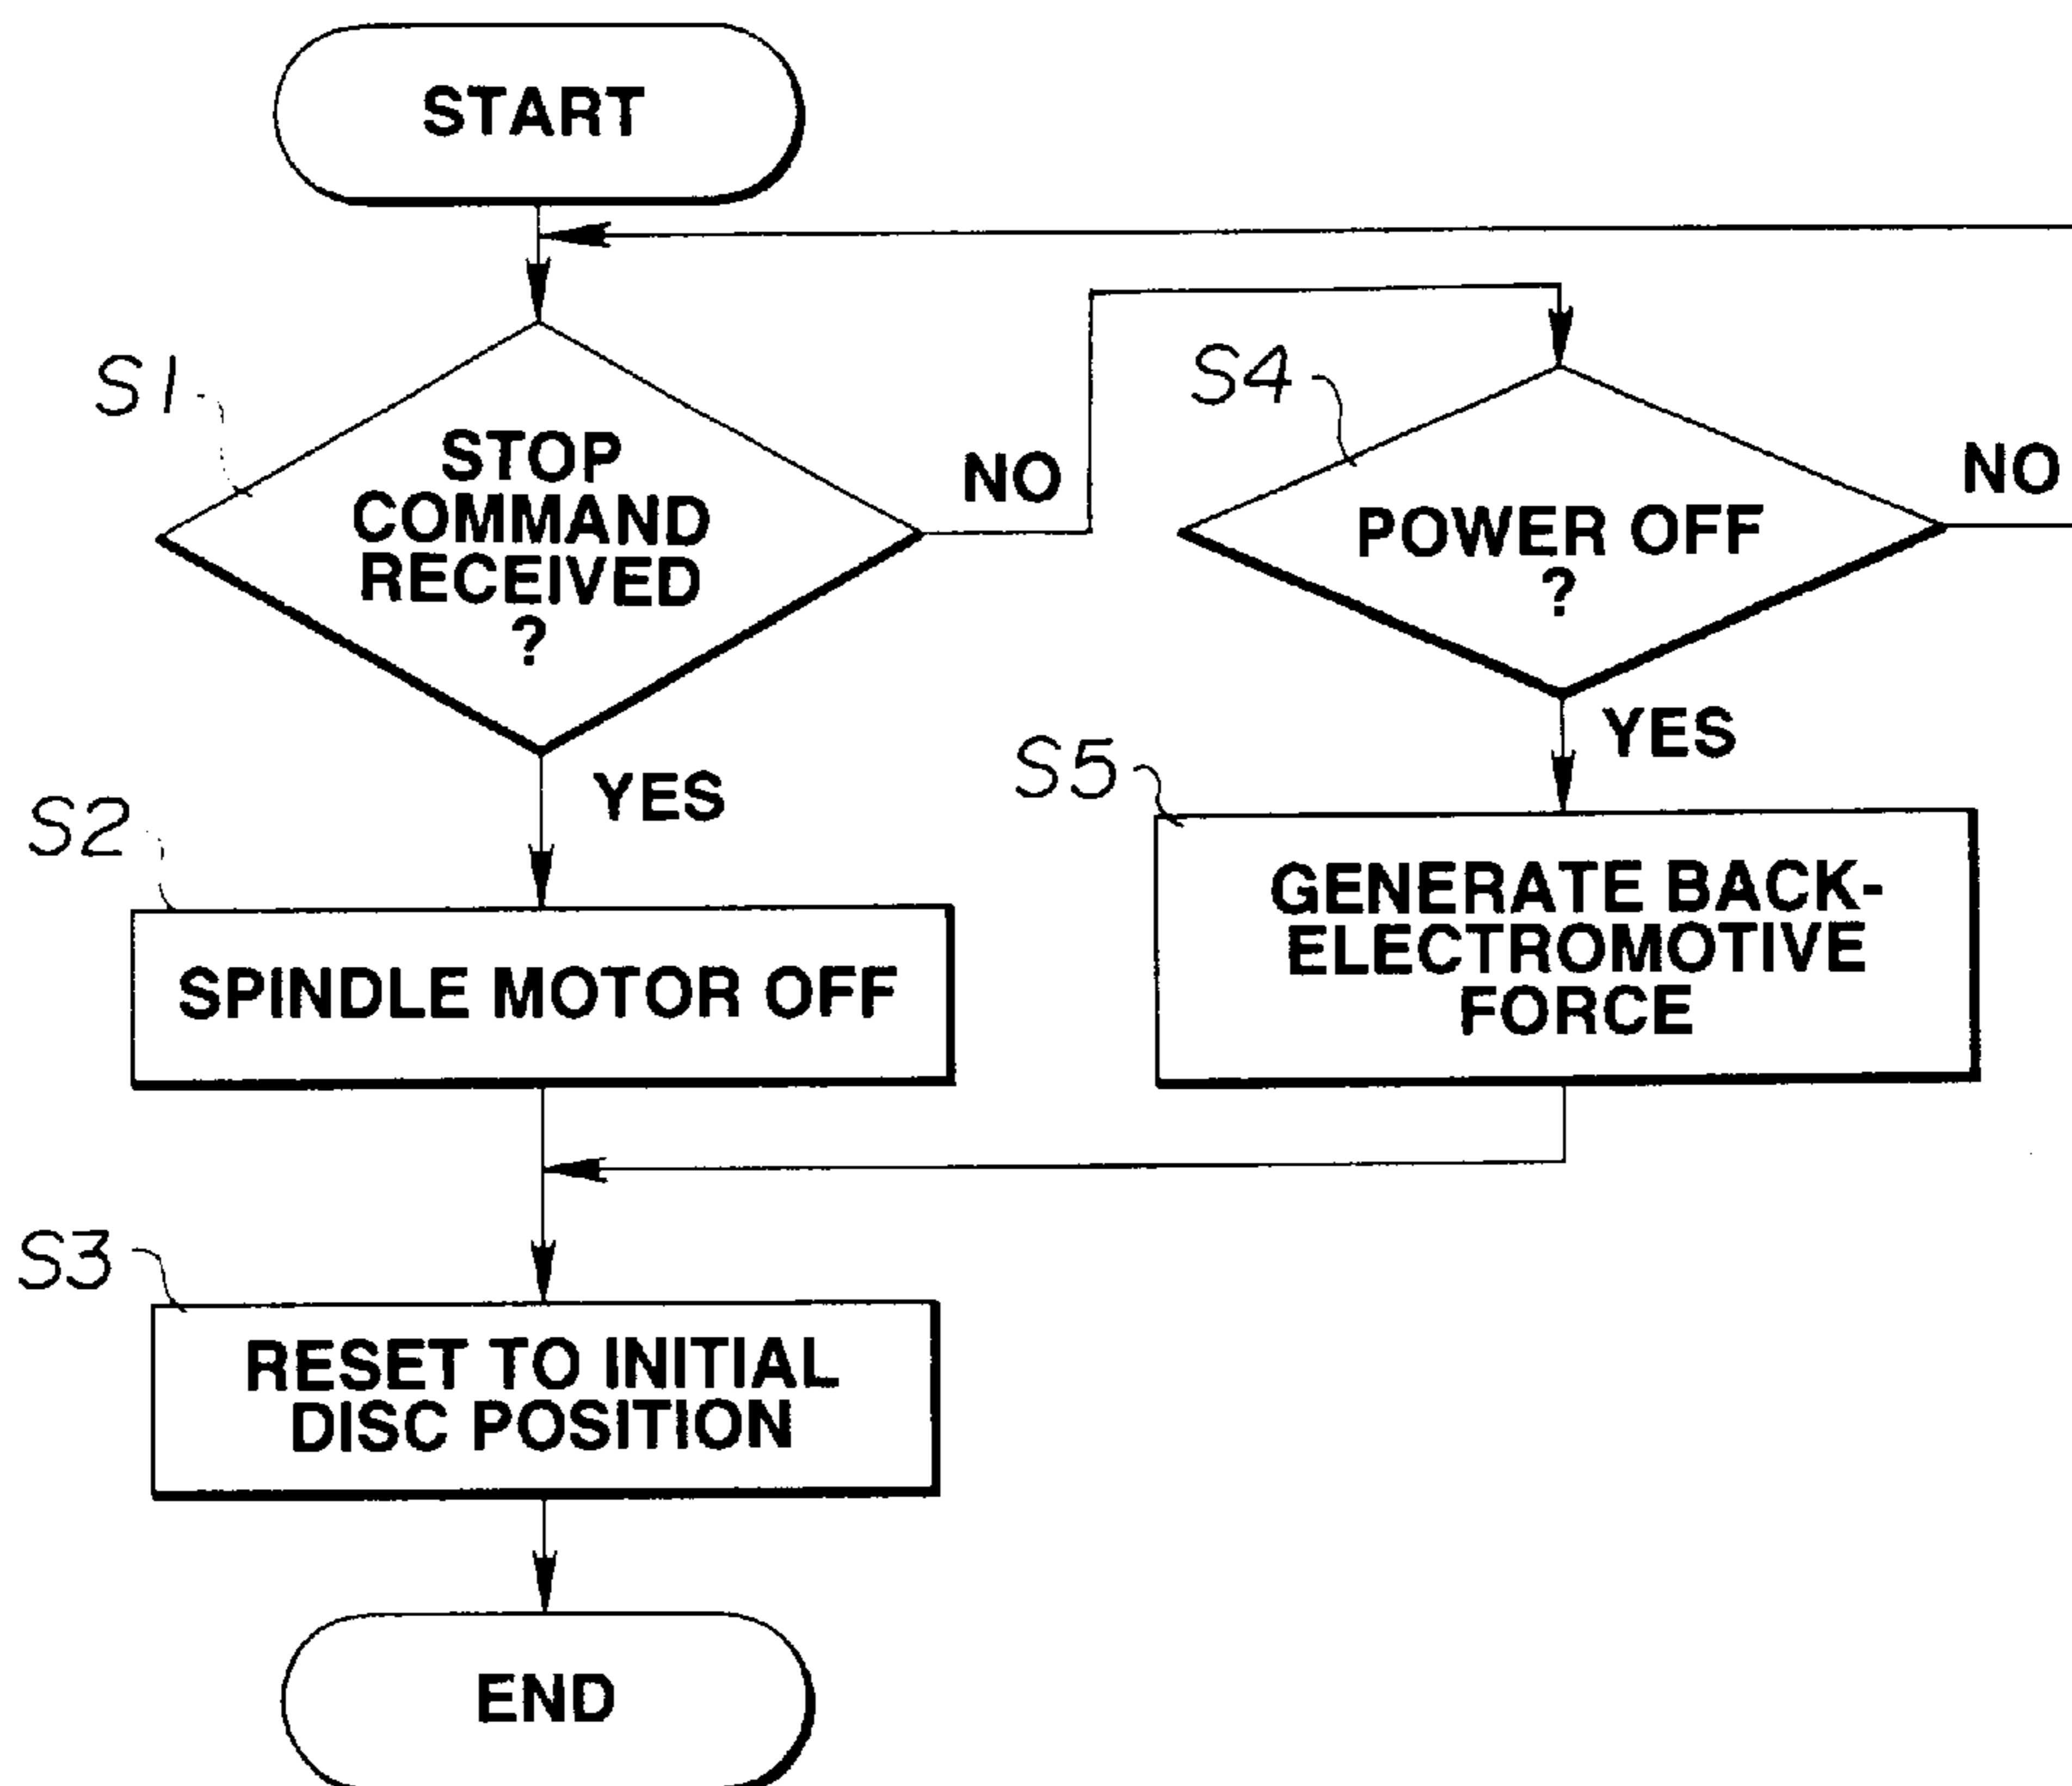 START
S1
STOP
COMMAND
RECEIVED
?
NO
YES
S2
SPINDLE MOTOR OFF
S4
POWER OFF
?
NO
YES
S5
GENERATE BACK-
ELECTROMOTIVE
FORCE
S3
RESET TO INITIAL
DISC POSITION
END